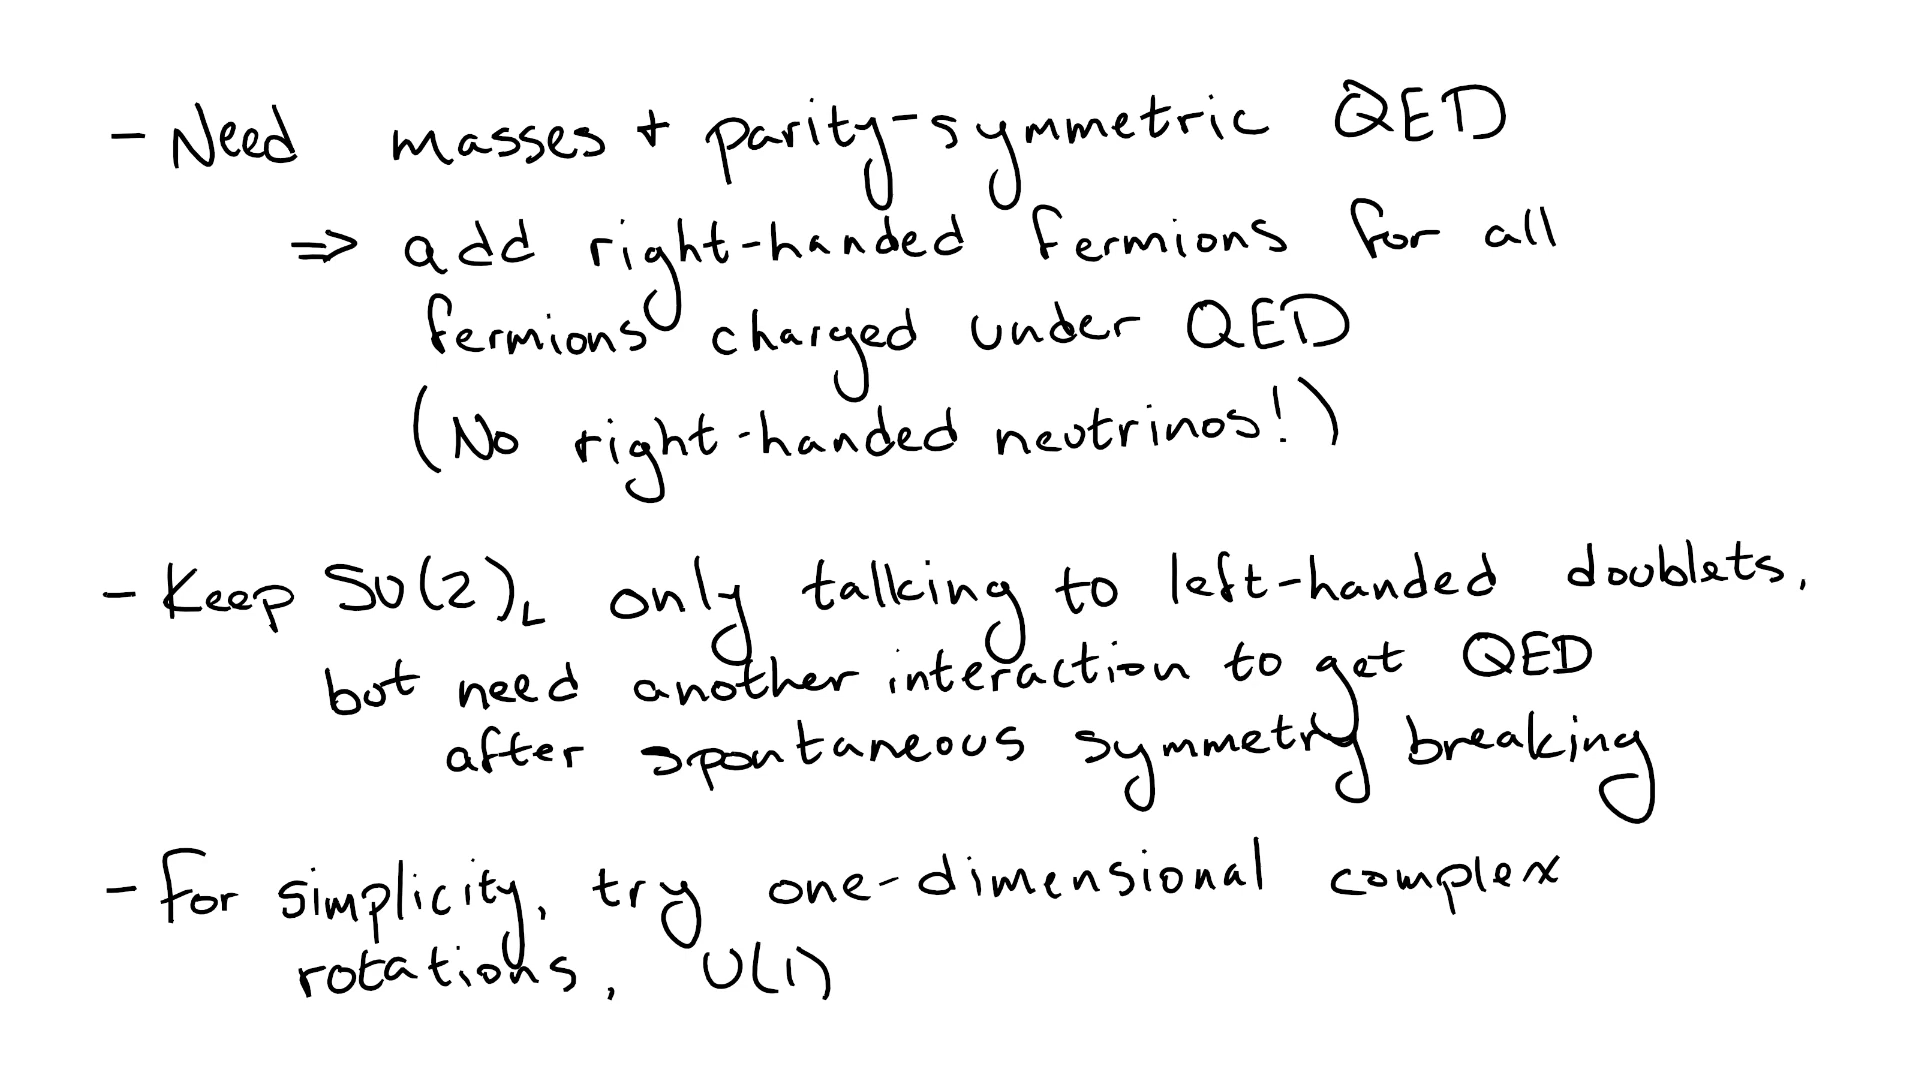 - Need masses + parity-symmetric QED
⇒ add right-handed fermions for all
fermions charged under QED
(No right-handed neutrinos!)
- Keep SU(2)_L only talking to left-handed doublets,
but need another interaction to get QED
after spontaneous symmetry breaking
- For simplicity, try one-dimensional complex
rotations, U(1)